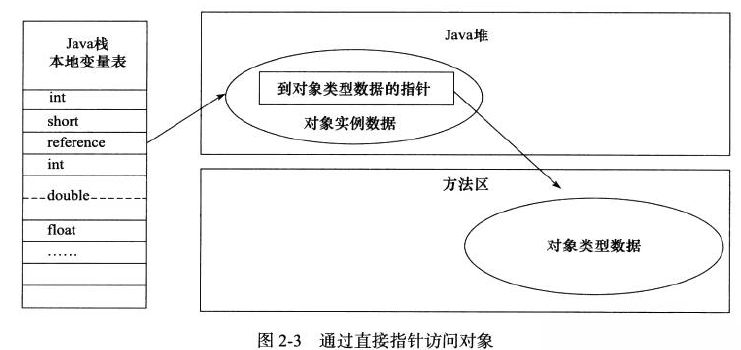 Java栈
本地变量表
int
short
reference
int
double
float
……
Java堆
到对象类型数据的指针
对象实例数据
方法区
对象类型数据
图 2-3 通过直接指针访问对象